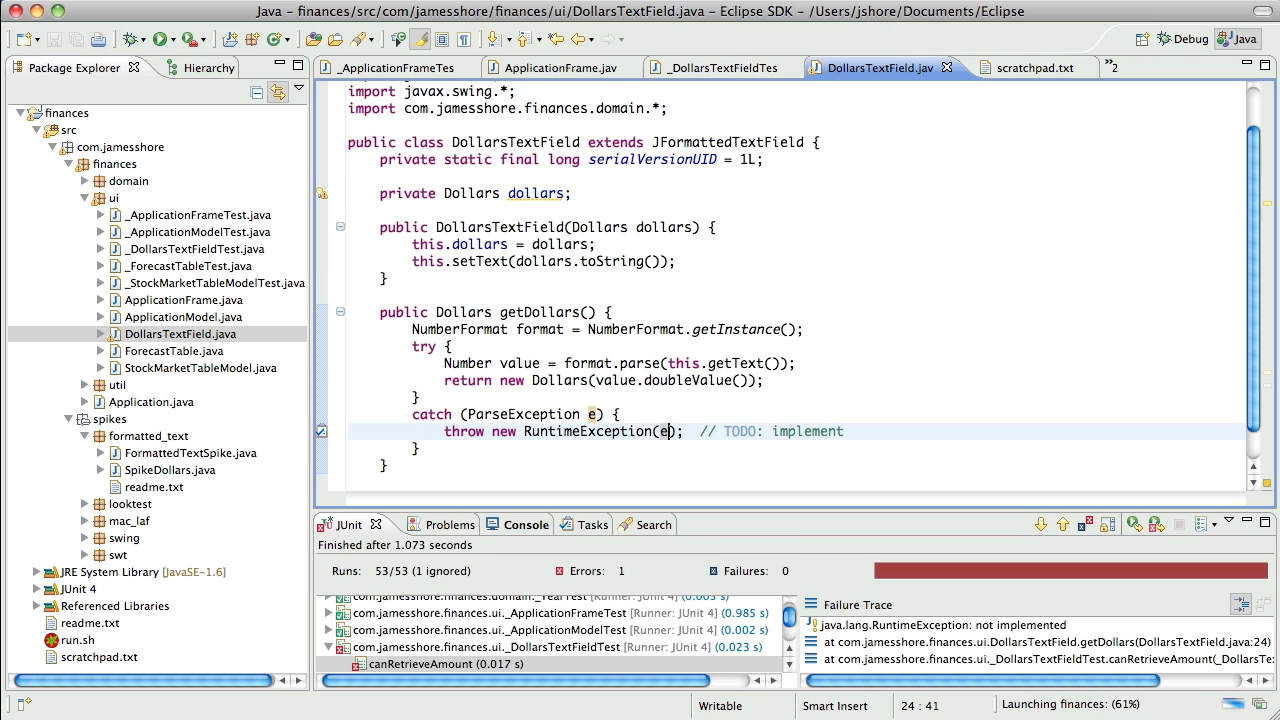 Java - finances/src/com/jamesshore/finances/ui/DollarsTextField.java - Eclipse SDK - /Users/jshore/Documents/Eclipse
Debug Java
Package Explorer Hierarchy
_ApplicationFrameTes ApplicationFrame.jav _DollarsTextFieldTes DollarsTextField.jav scratchpad.txt »2
finances
src
com.jamesshore
finances
domain
ui
_ApplicationFrameTest.java
_ApplicationModelTest.java
_DollarsTextFieldTest.java
_ForecastTableTest.java
_StockMarketTableModelTest.java
ApplicationFrame.java
ApplicationModel.java
DollarsTextField.java
ForecastTable.java
StockMarketTableModel.java
util
Application.java
spikes
formatted_text
FormattedTextSpike.java
SpikeDollars.java
readme.txt
looktest
mac_laf
swing
swt
JRE System Library [JavaSE-1.6]
JUnit 4
Referenced Libraries
readme.txt
run.sh
scratchpad.txt
import javax.swing.*;
import com.jamesshore.finances.domain.*;
public class DollarsTextField extends JFormattedTextField {
private static final long serialVersionUID = 1L;
private Dollars dollars;
public DollarsTextField(Dollars dollars) {
this.dollars = dollars;
this.setText(dollars.toString());
}
public Dollars getDollars() {
NumberFormat format = NumberFormat.getInstance();
try {
Number value = format.parse(this.getText());
return new Dollars(value.doubleValue());
}
catch (ParseException e) {
throw new RuntimeException(e); // TODO: implement
}
}
JUnit Problems Console Tasks Search
Finished after 1.073 seconds
Runs: 53/53 (1 ignored) Errors: 1 Failures: 0
com.jamesshore.finances.domain._YearTest [Runner: JUnit 4] (0.003 s)
com.jamesshore.finances.ui._ApplicationFrameTest [Runner: JUnit 4] (0.985 s)
com.jamesshore.finances.ui._ApplicationModelTest [Runner: JUnit 4] (0.002 s)
com.jamesshore.finances.ui._DollarsTextFieldTest [Runner: JUnit 4] (0.023 s)
canRetrieveAmount (0.017 s)
Failure Trace
java.lang.RuntimeException: not implemented
at com.jamesshore.finances.ui.DollarsTextField.getDollars(DollarsTextField.java:24)
at com.jamesshore.finances.ui._DollarsTextFieldTest.canRetrieveAmount(_DollarsTex
Writable Smart Insert 24 : 41 Launching finances: (61%)